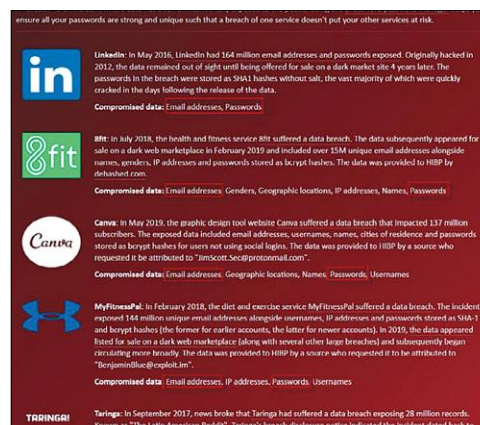 ensure all your passwords are strong and unique such that a breach of one service doesn't put your other services at risk.
in
LinkedIn: In May 2016, LinkedIn had 164 million email addresses and passwords exposed. Originally hacked in
2012, the data remained out of sight until being offered for sale on a dark market site 4 years later. The
passwords in the breach were stored as SHA1 hashes without salt, the vast majority of which were quickly
cracked in the days following the release of the data.
Compromised data: Email addresses, Passwords
8fit
8fit: In July 2018, the health and fitness service 8fit suffered a data breach. The data subsequently appeared for
sale on a dark web marketplace in February 2019 and included over 15M unique email addresses alongside
names, genders, IP addresses and passwords stored as bcrypt hashes. The data was provided to HIBP by
dehashed.com.
Compromised data: Email addresses, Genders, Geographic locations, IP addresses, Names, Passwords
Canva
Canva: In May 2019, the graphic design tool website Canva suffered a data breach that impacted 137 million
subscribers. The exposed data included email addresses, usernames, names, cities of residence and passwords
stored as bcrypt hashes for users not using social logins. The data was provided to HIBP by a source who
requested it be attributed to "JimScott.Sec@protonmail.com".
Compromised data: Email addresses, Geographic locations, Names, Passwords, Usernames
MyFitnessPal: In February 2018, the diet and exercise service MyFitnessPal suffered a data breach. The incident
exposed 144 million unique email addresses alongside usernames, IP addresses and passwords stored as SHA-1
and bcrypt hashes (the former for earlier accounts, the latter for newer accounts). In 2019, the data appeared
listed for sale on a dark web marketplace (along with several other large breaches) and subsequently began
circulating more broadly. The data was provided to HIBP by a source who requested it to be attributed to
"BenjaminBlue@exploit.im".
Compromised data: Email addresses, IP addresses, Passwords, Usernames
TARINGA!
Taringa: In September 2017, news broke that Taringa had suffered a data breach exposing 28 million records.